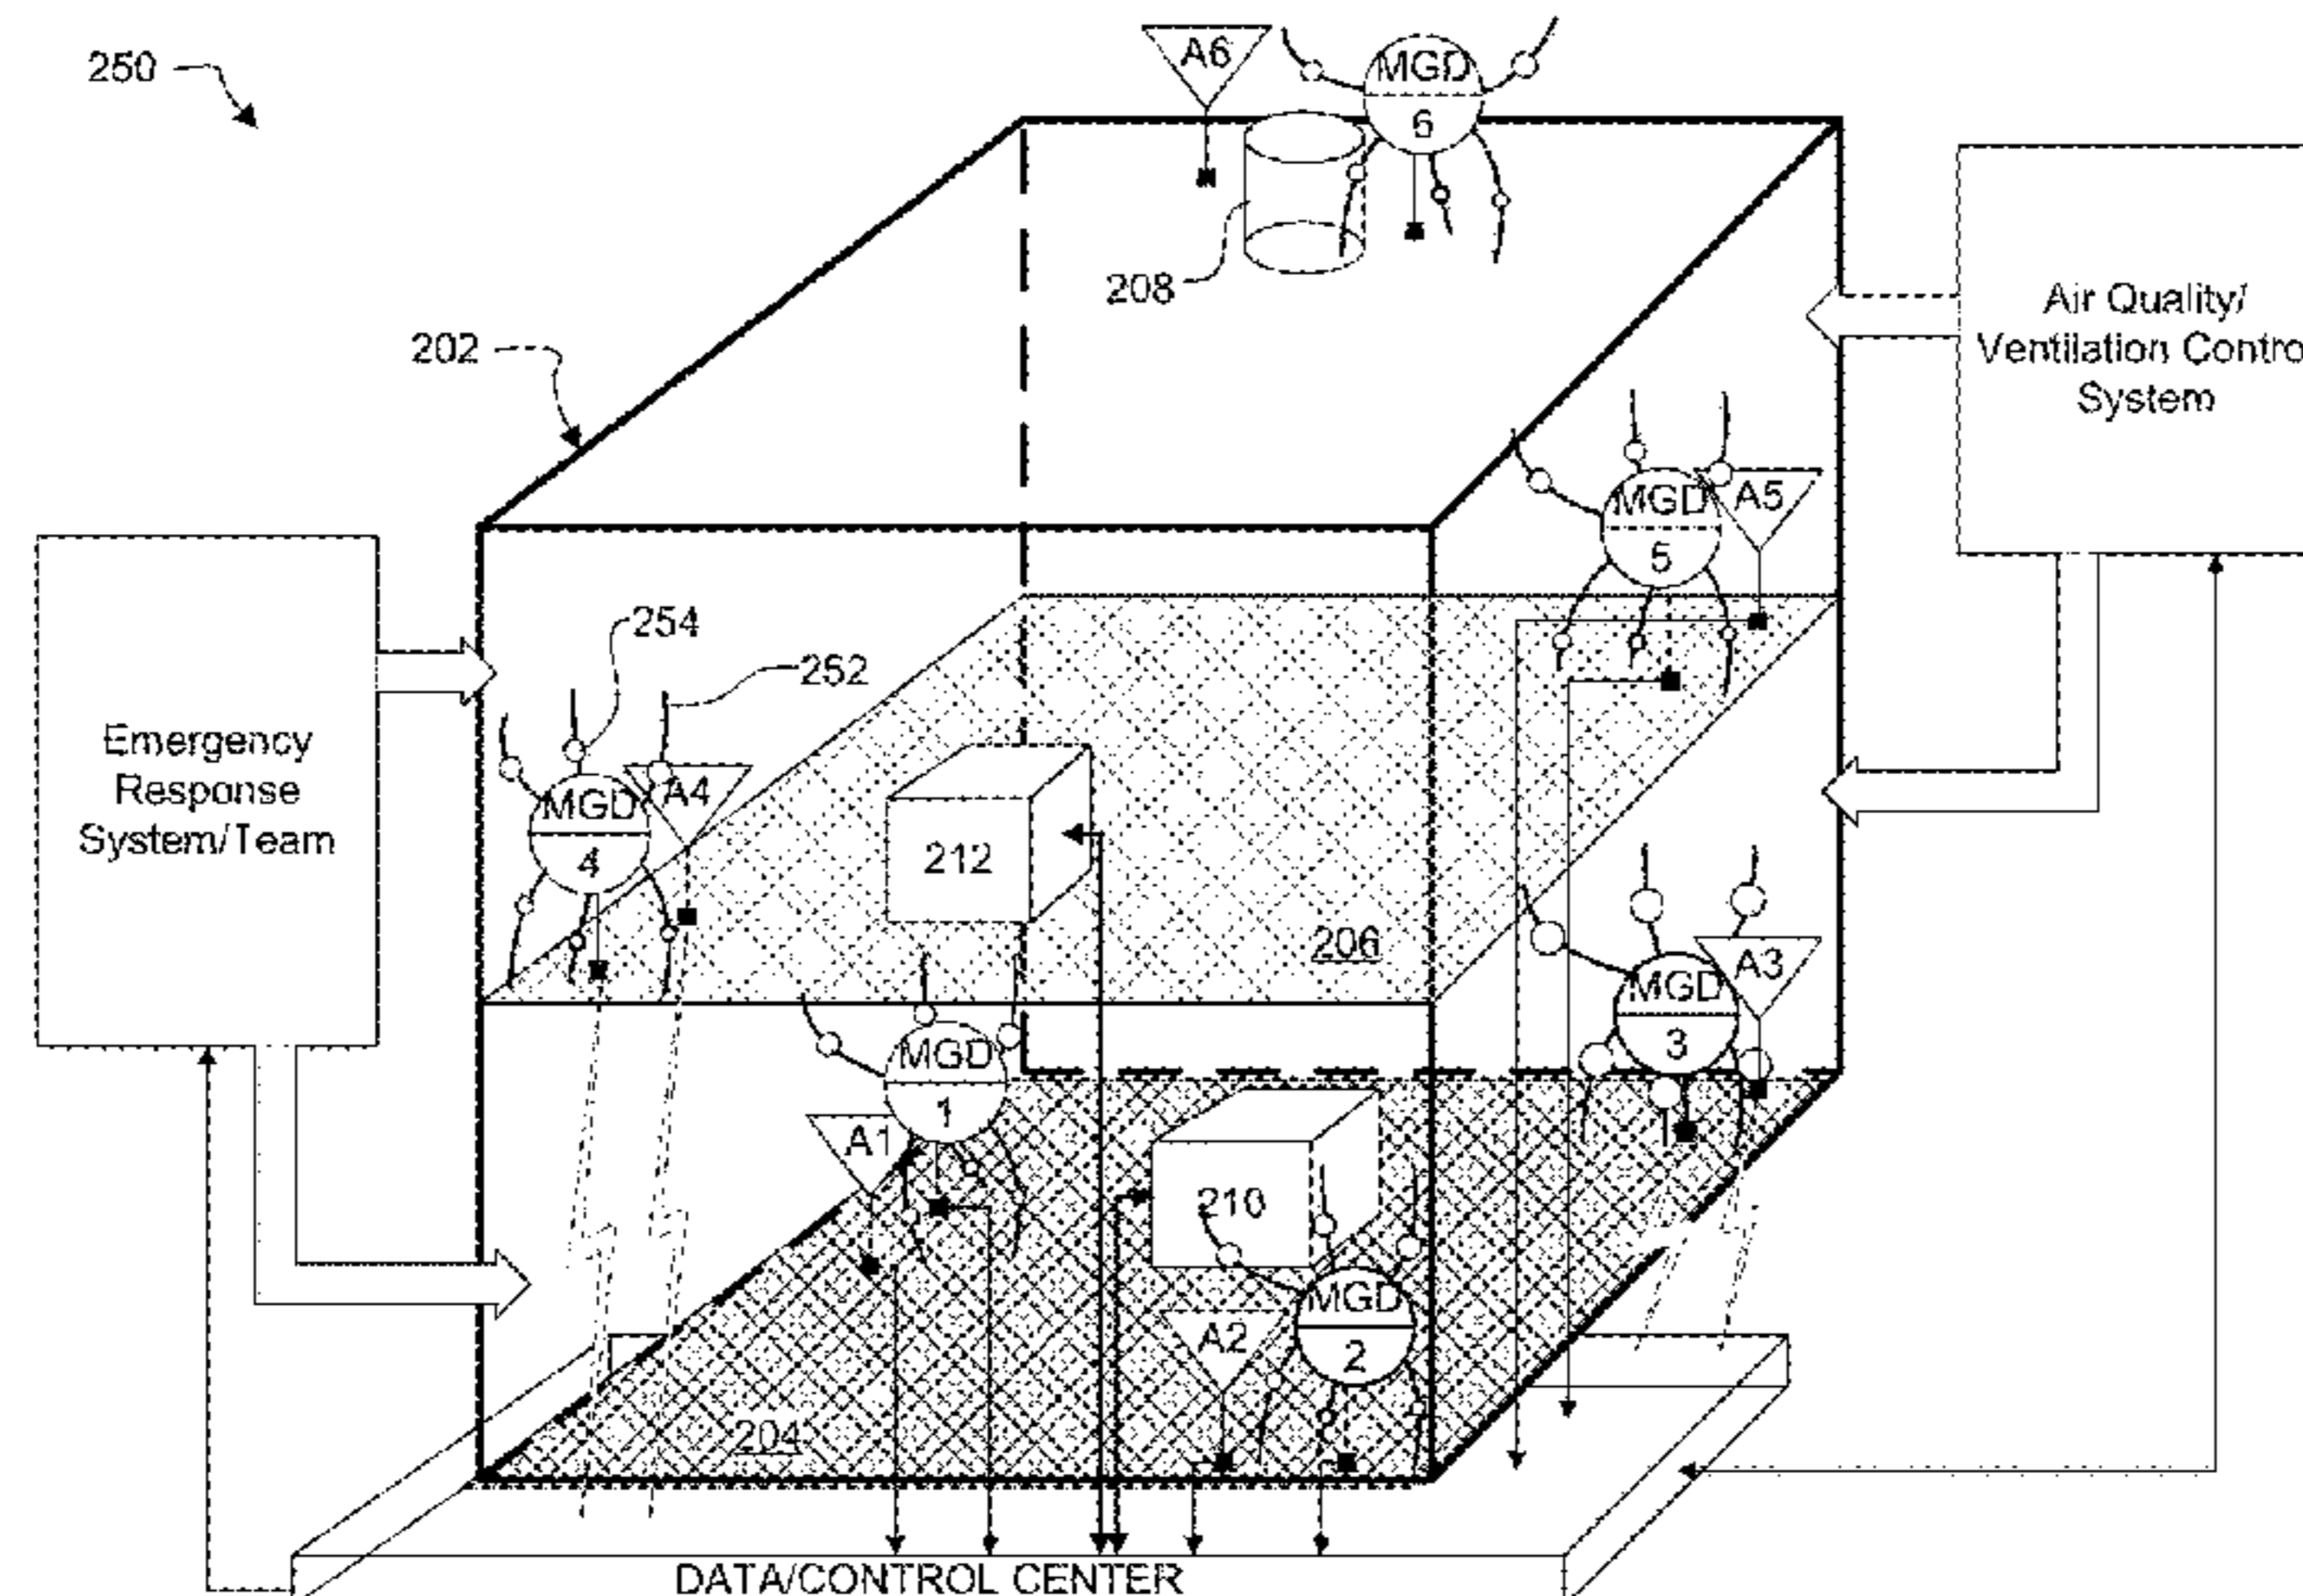 250
A6
MGD
6
208
202
Air Quality/
Ventilation Contro
System
MGD
5
A5
254
252
Emergency
Response
System/Team
MGD
4
A4
212
206
A3
MGD
3
MGD
1
A1
210
MGD
2
A2
204
DATA/CONTROL CENTER